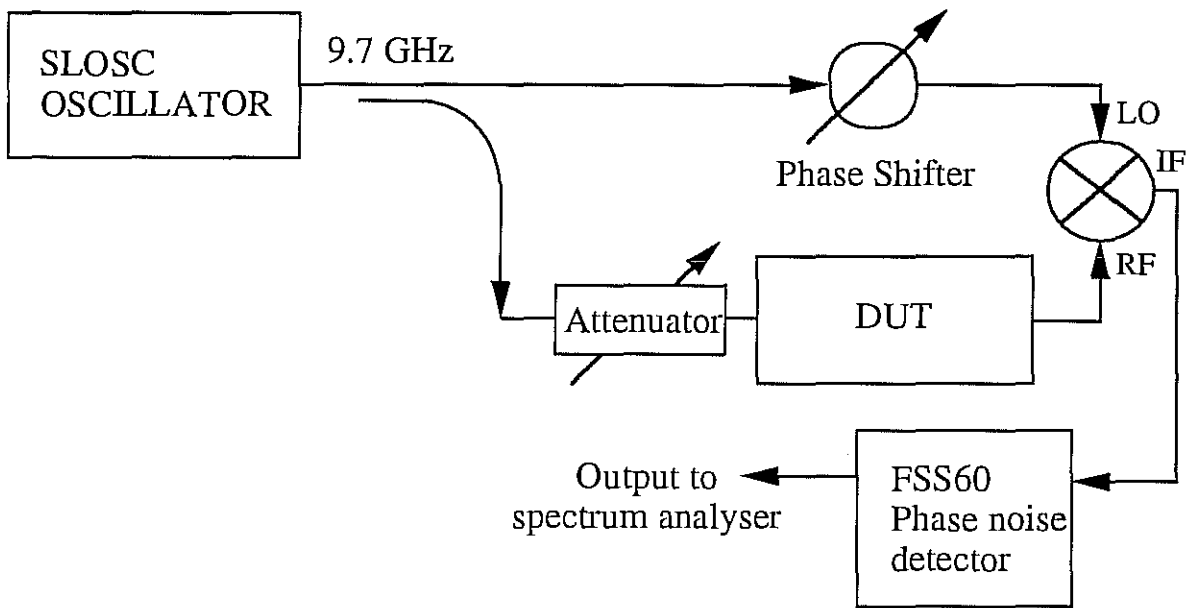 SLOSC
OSCILLATOR
9.7 GHz
Phase Shifter
LO
IF
RF
Attenuator
DUT
Output to
spectrum analyser
FSS60
Phase noise
detector